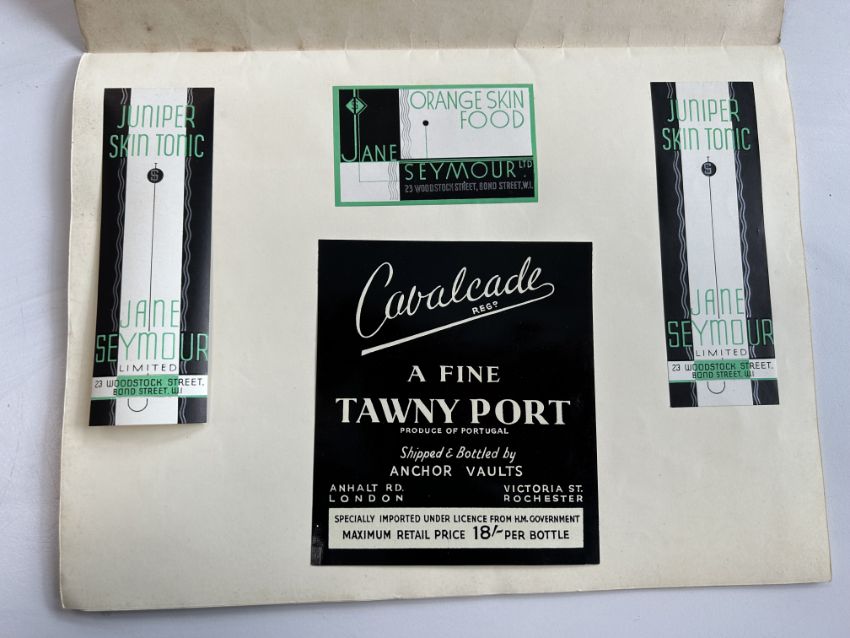 JUNIPER
SKIN TONIC
S
JANE
SEYMOUR
LIMITED
23 WOODSTOCK STREET,
BOND STREET, W.1
S
ORANGE SKIN
FOOD
JANE
SEYMOUR LTD.
23 WOODSTOCK STREET, BOND STREET, W.1.
JUNIPER
SKIN TONIC
S
JANE
SEYMOUR
LIMITED
23 WOODSTOCK STREET,
BOND STREET, W.1
Cavalcade
REGD
A FINE
TAWNY PORT
PRODUCE OF PORTUGAL
Shipped & Bottled by
ANCHOR VAULTS
ANHALT RD. VICTORIA ST.
LONDON ROCHESTER
SPECIALLY IMPORTED UNDER LICENCE FROM H.M. GOVERNMENT
MAXIMUM RETAIL PRICE 18/- PER BOTTLE